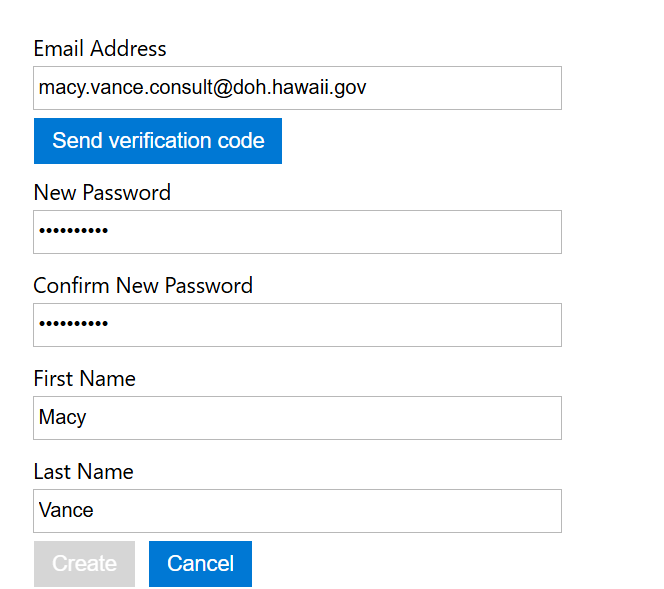 Email Address
macy.vance.consult@doh.hawaii.gov
Send verification code
New Password
••••••••••
Confirm New Password
••••••••••
First Name
Macy
Last Name
Vance
Create Cancel